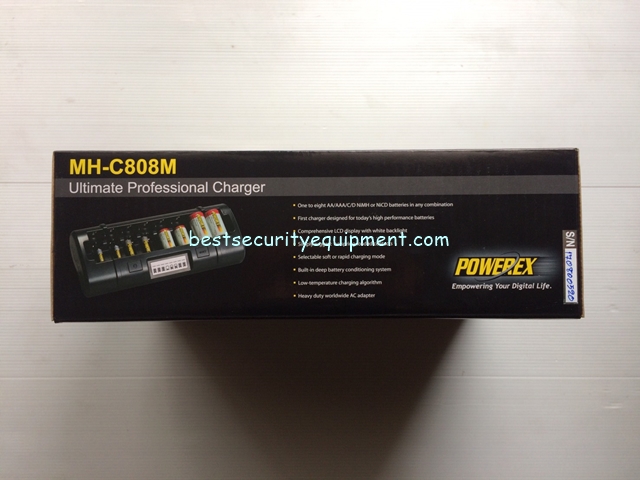 MH-C808M
Ultimate Professional Charger
• One to eight AA/AAA/C/D NiMH or NiCD batteries in any combination
• First charger designed for today's high performance batteries
• Comprehensive LCD display with white backlight
bestsecurityequipment.com
• Selectable soft or rapid charging mode
• Built-in deep battery conditioning system
• Low-temperature charging algorithm
• Heavy duty worldwide AC adapter
POWEREX
Empowering Your Digital Life.
S/N